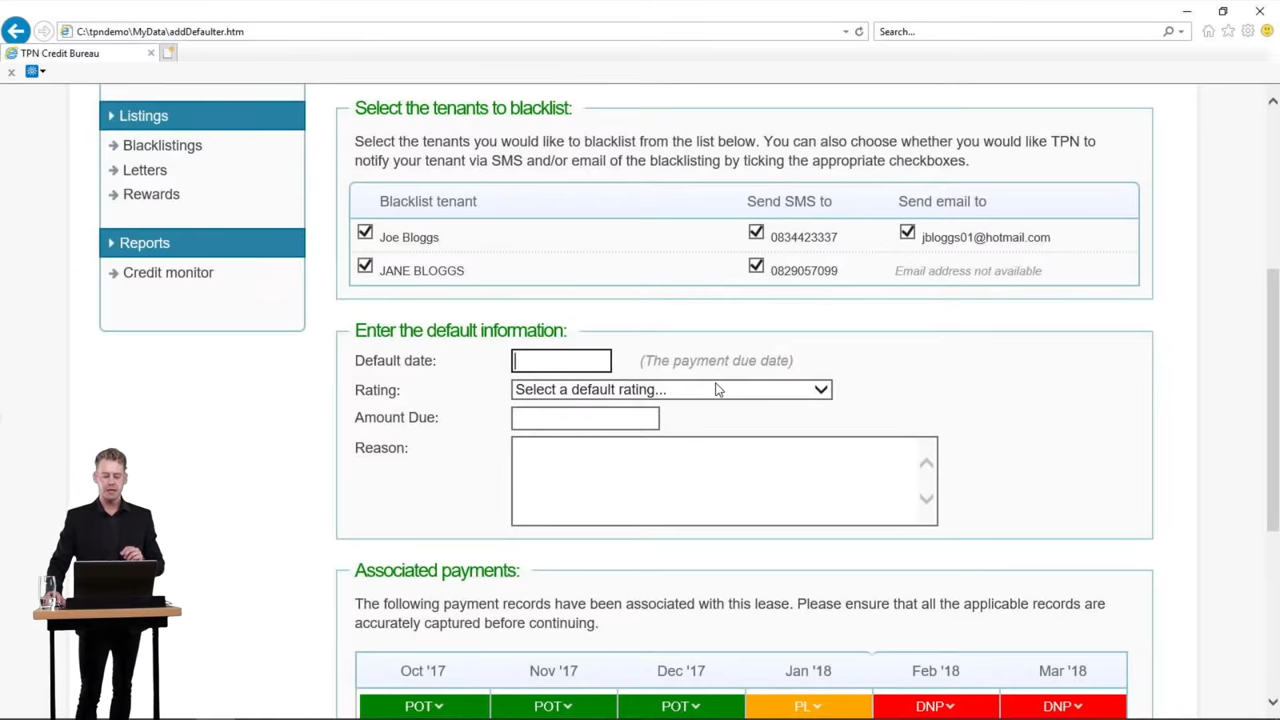 C:\tpndemo\MyData\addDefaulter.htm
Search...
TPN Credit Bureau
Listings
Blacklistings
Letters
Rewards
Reports
Credit monitor
Select the tenants to blacklist:
Select the tenants you would like to blacklist from the list below. You can also choose whether you would like TPN to
notify your tenant via SMS and/or email of the blacklisting by ticking the appropriate checkboxes.
Blacklist tenant Send SMS to Send email to
Joe Bloggs 0834423337 jbloggs01@hotmail.com
JANE BLOGGS 0829057099 Email address not available
Enter the default information:
Default date: (The payment due date)
Rating: Select a default rating...
Amount Due:
Reason:
Associated payments:
The following payment records have been associated with this lease. Please ensure that all the applicable records are
accurately captured before continuing.
Oct '17 Nov '17 Dec '17 Jan '18 Feb '18 Mar '18
POT POT POT PL DNP DNP